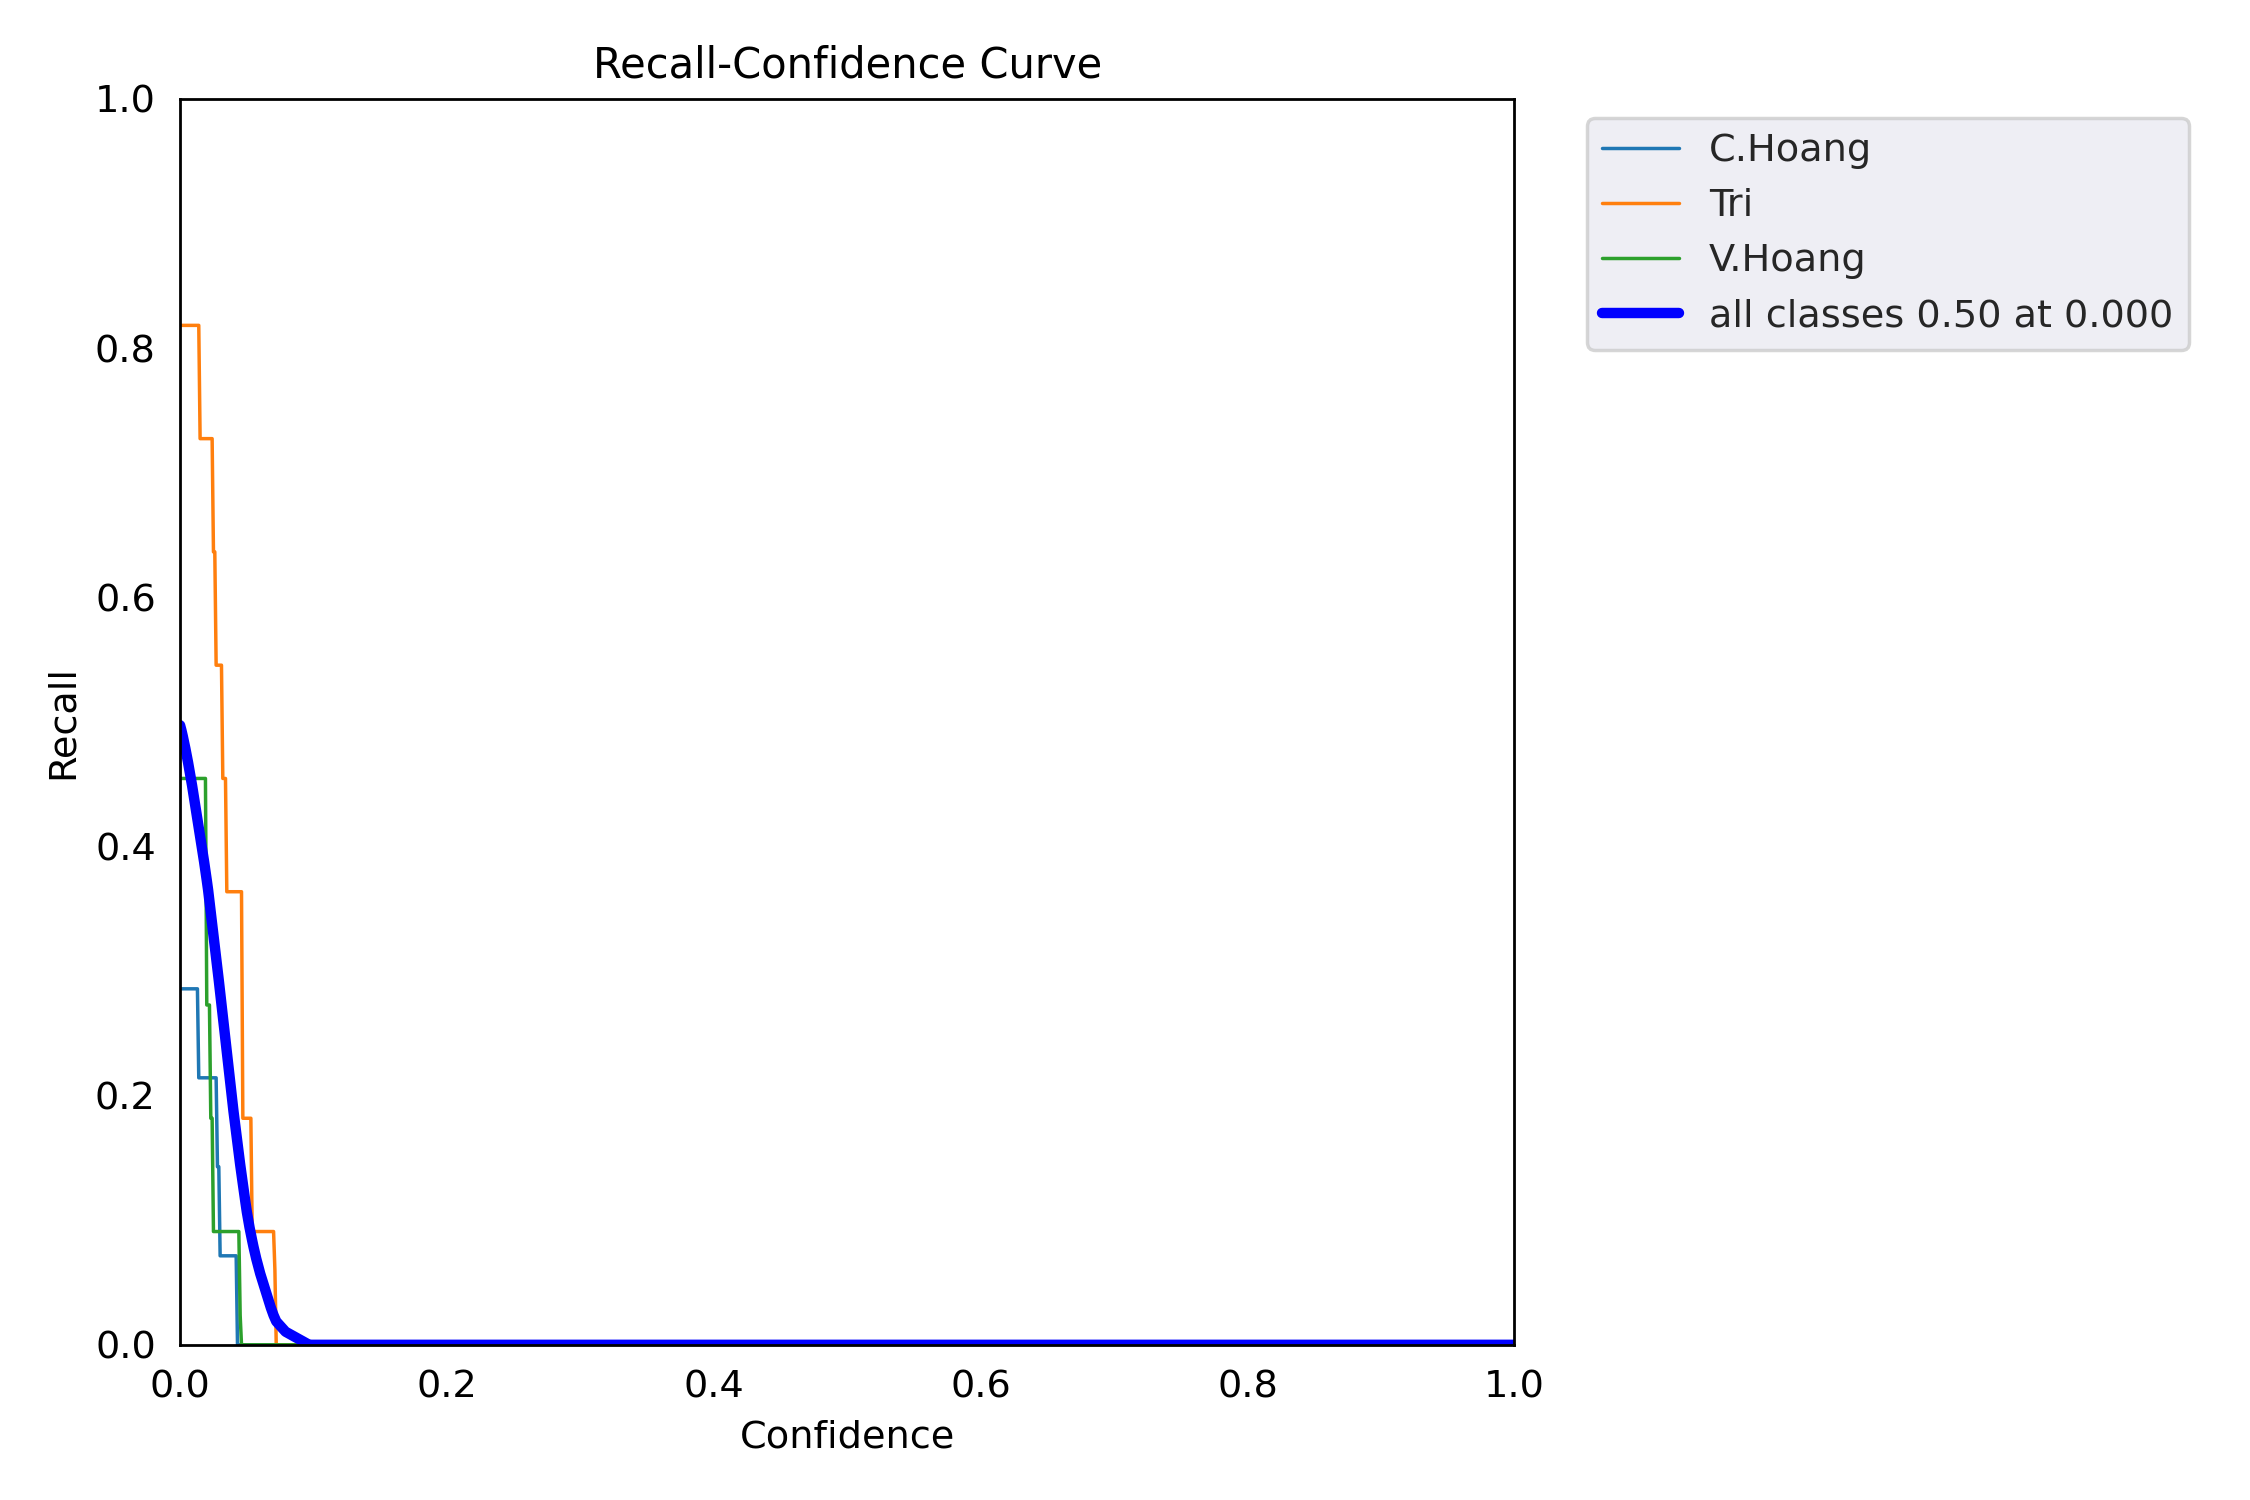 Recall-Confidence Curve
1.0
0.8
0.6
0.4
0.2
0.0
Recall
0.0 0.2 0.4 0.6 0.8 1.0
Confidence
C.Hoang
Tri
V.Hoang
all classes 0.50 at 0.000